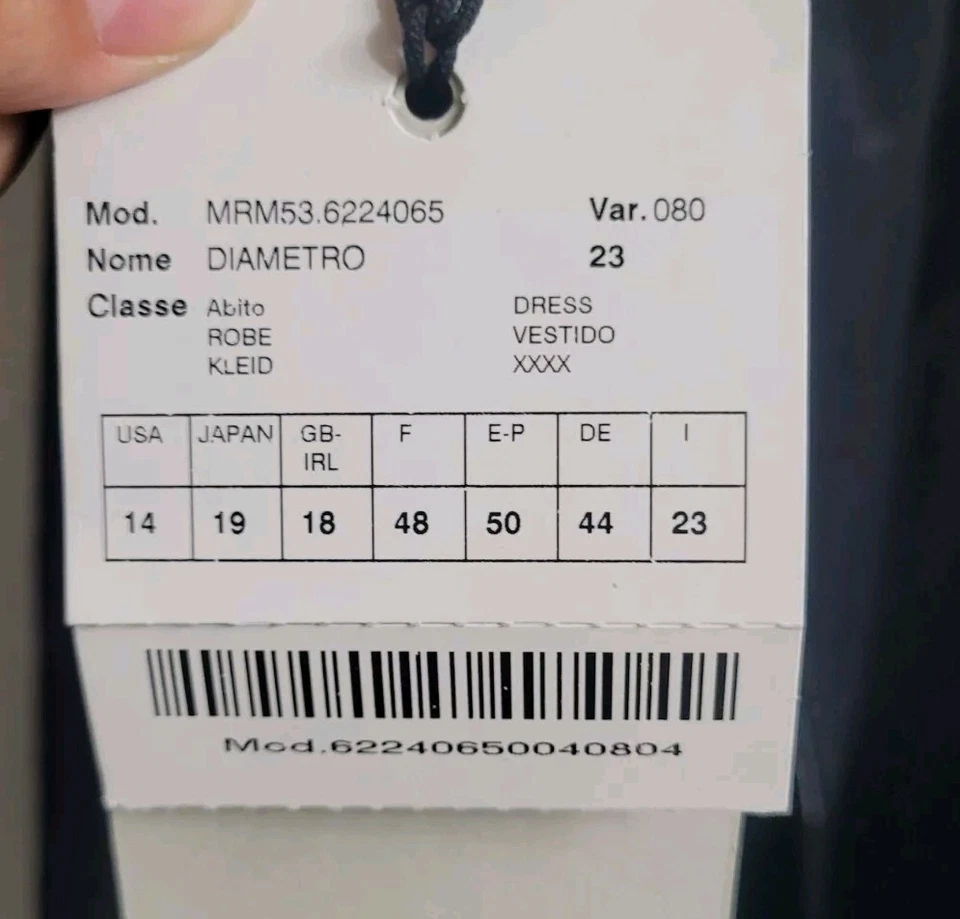 Mod. MRM53.6224065 Var. 080
Nome DIAMETRO 23
Classe Abito DRESS
ROBE VESTIDO
KLEID XXXX
USA JAPAN GB-IRL F E-P DE I
14 19 18 48 50 44 23
Mod.62240650040804